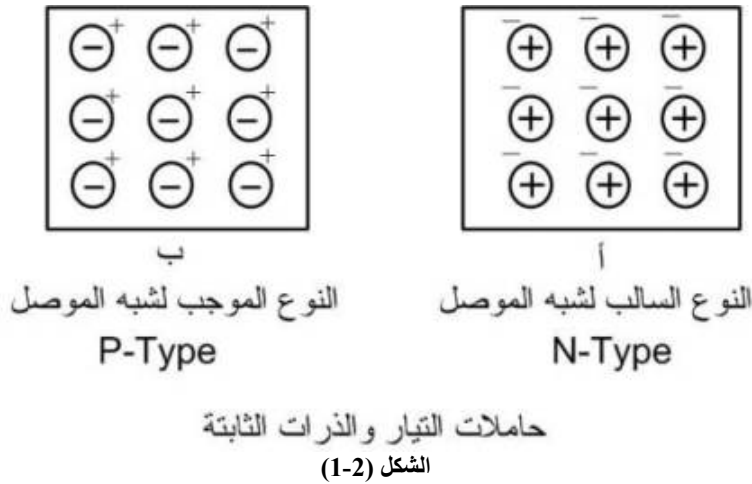 أ
النوع السالب لشبه الموصل
N-Type
ب
النوع الموجب لشبه الموصل
P-Type
حاملات التيار والذرات الثابتة
الشكل (2-1)